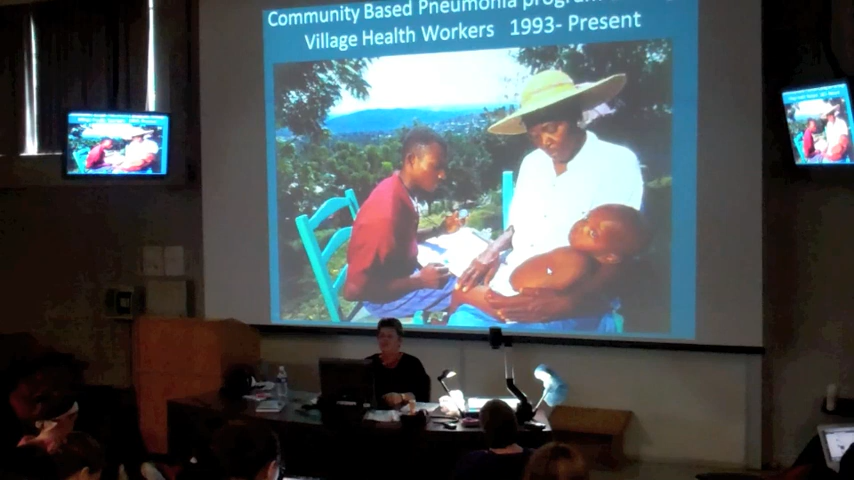 Community Based Pneumonia program
Village Health Workers 1993- Present